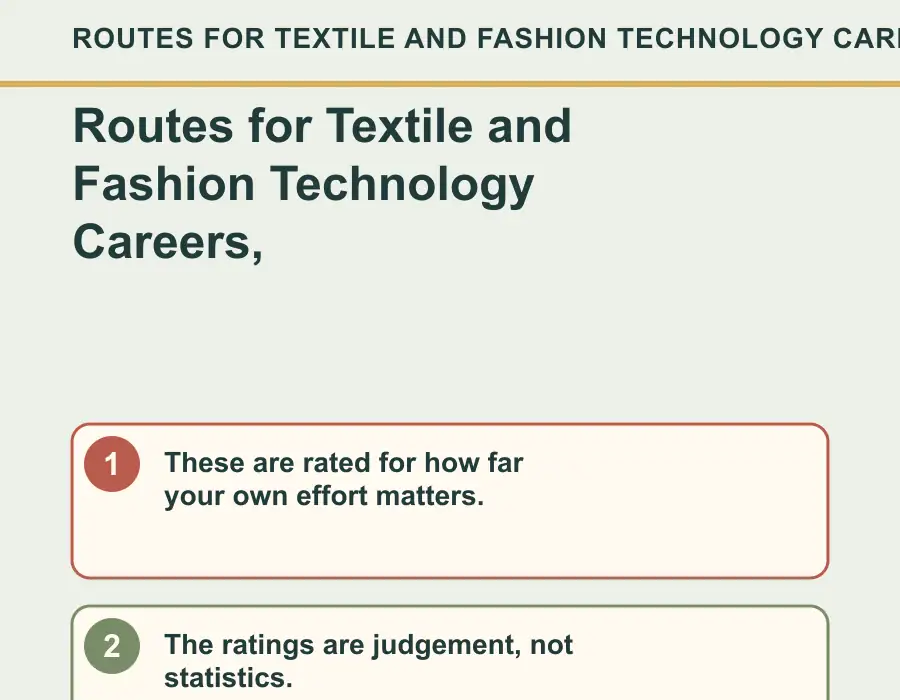 ROUTES FOR TEXTILE AND FASHION TECHNOLOGY
Routes for Textile and
Fashion Technology
Careers,
1
These are rated for how far
your own effort matters.
2
The ratings are judgement, not
statistics.